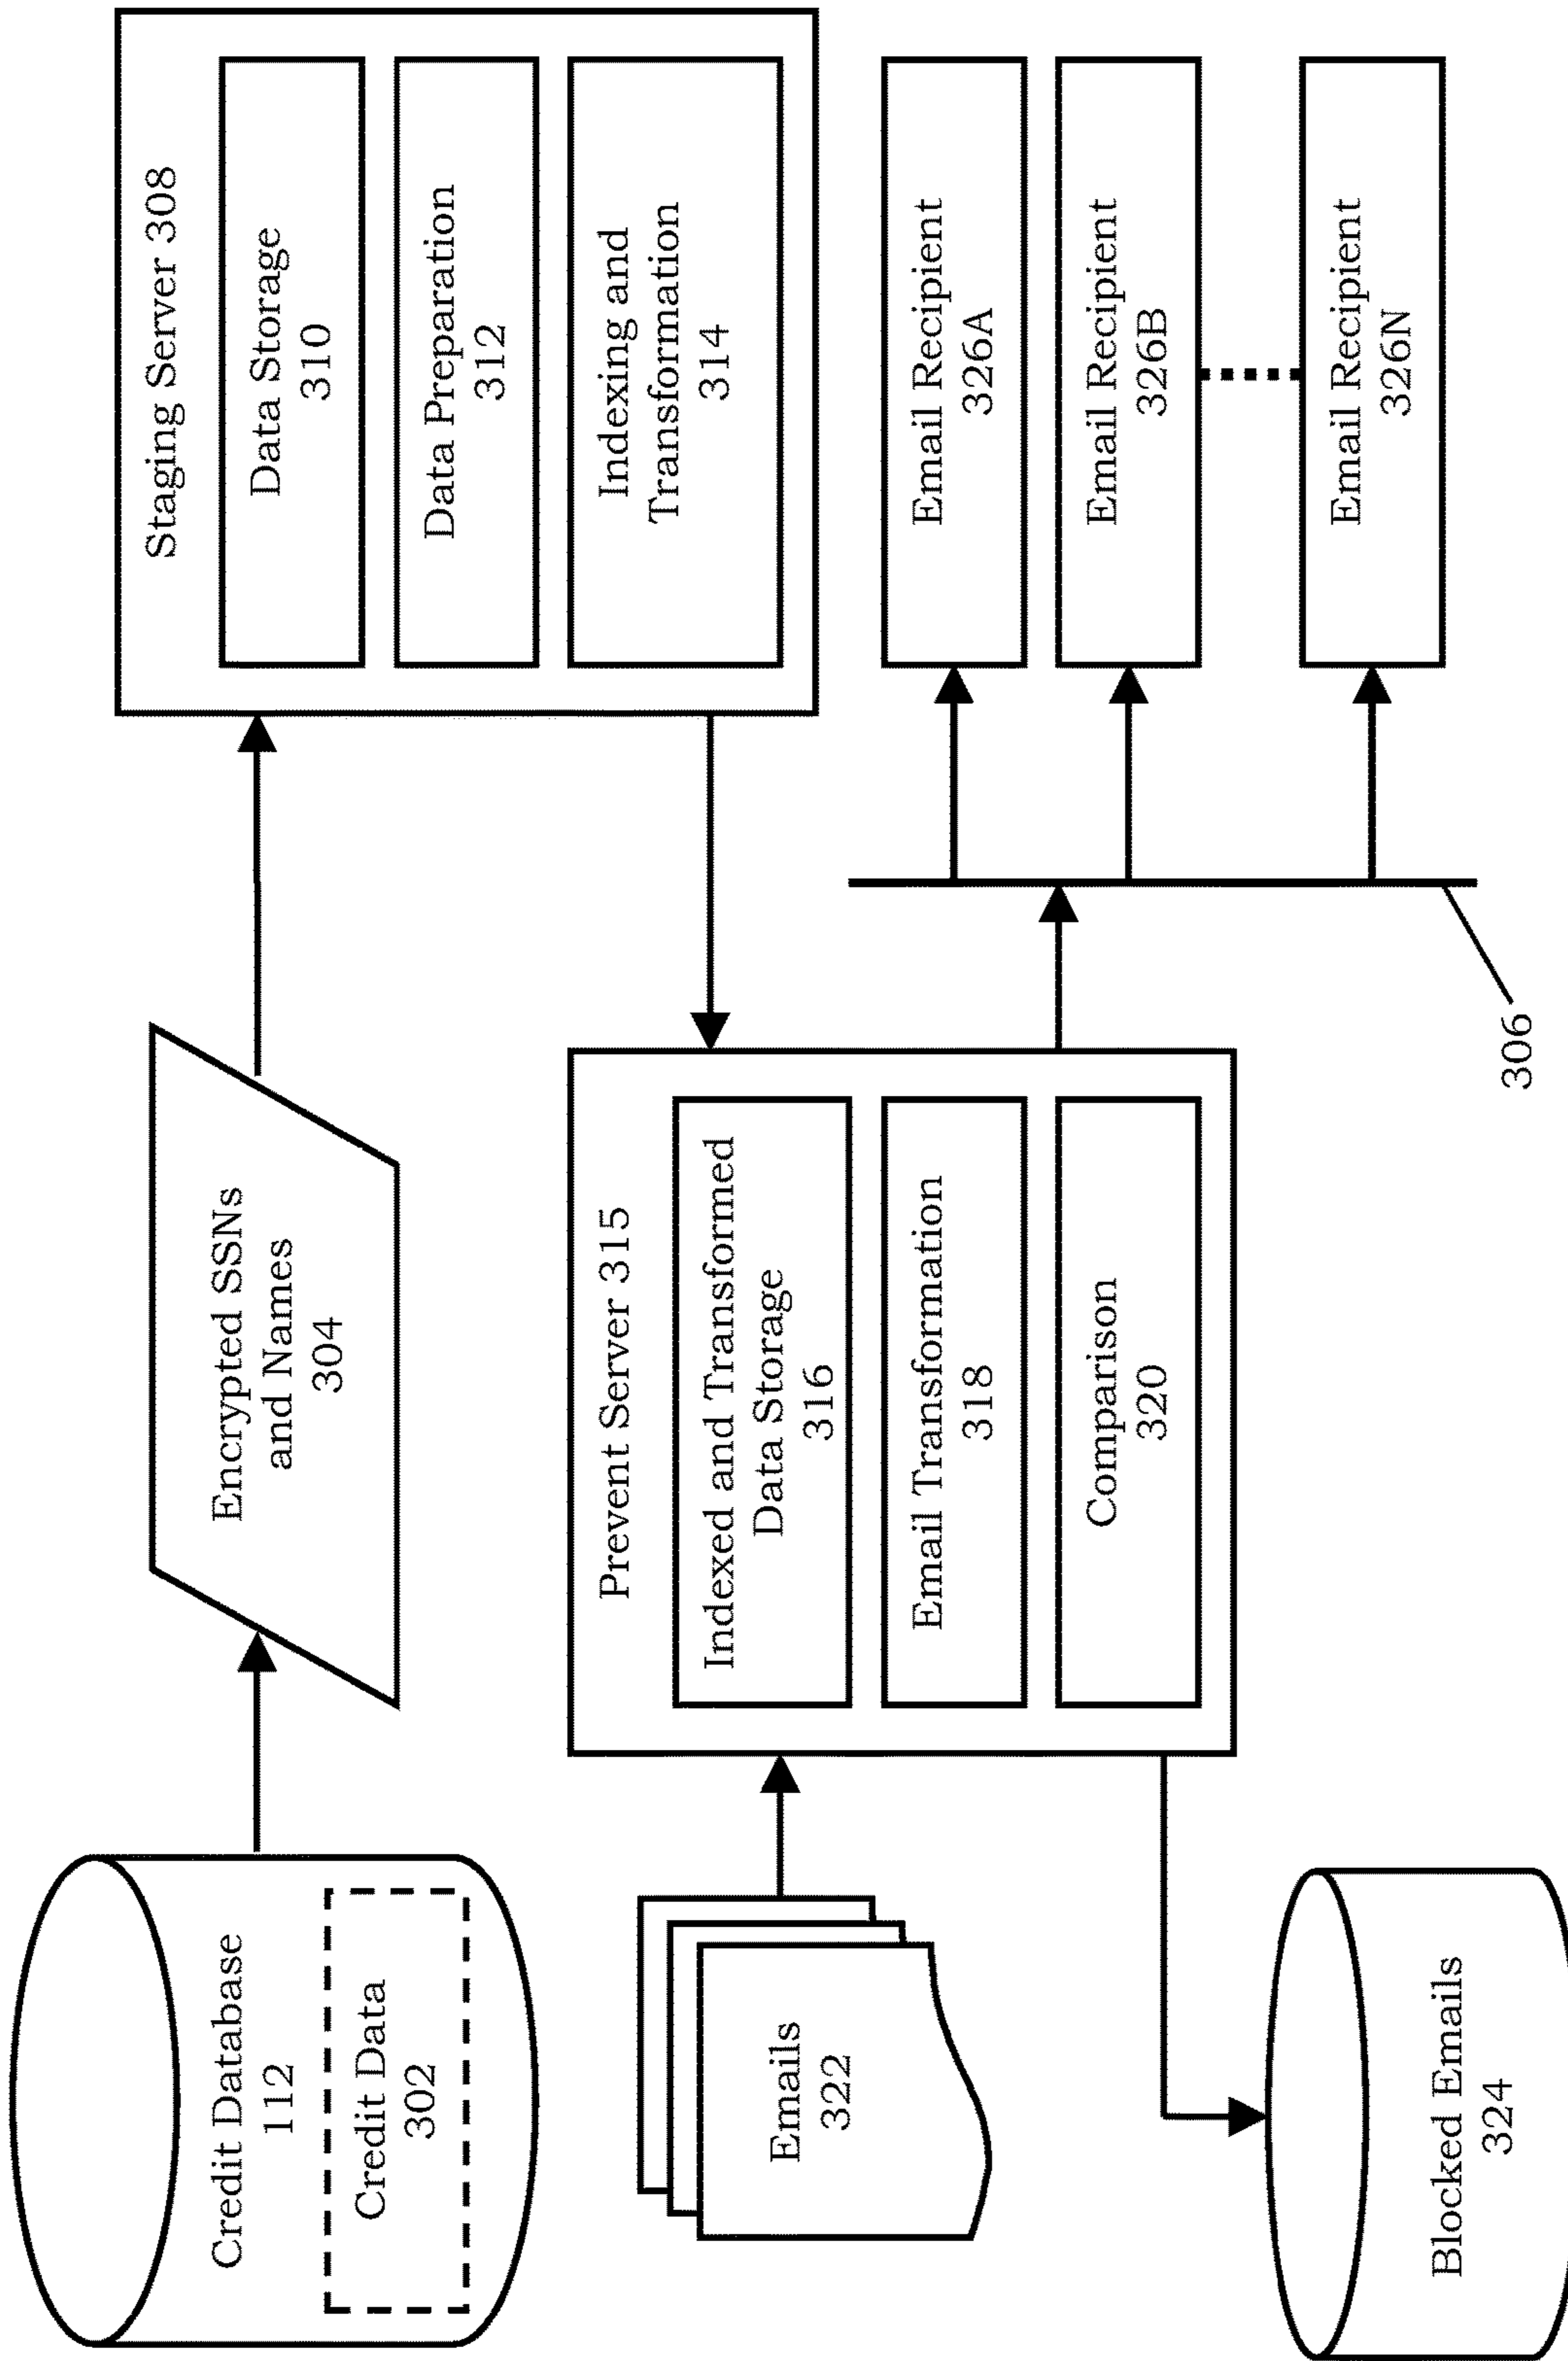 Credit Database
112
Credit Data
302
Encrypted SSNs
and Names
304
Staging Server 308
Data Storage
310
Data Preparation
312
Indexing and
Transformation
314
Emails
322
Prevent Server 315
Indexed and Transformed
Data Storage
316
Email Transformation
318
Comparison
320
Email Recipient
326A
Email Recipient
326B
Email Recipient
326N
306
Blocked Emails
324